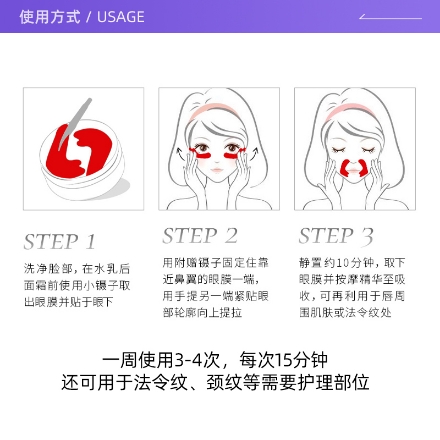 使用方式 / USAGE
STEP 1
洗净脸部,在水乳后
面霜前使用小镊子取
出眼膜并贴于眼下
STEP 2
用附赠镊子固定住靠
近鼻翼的眼膜一端,
用手提另一端紧贴眼
部轮廓向上提拉
STEP 3
静置约10分钟,取下
眼膜并按摩精华至吸
收,可再利用于唇周
围肌肤或法令纹处
一周使用3-4次，每次15分钟
还可用于法令纹、颈纹等需要护理部位